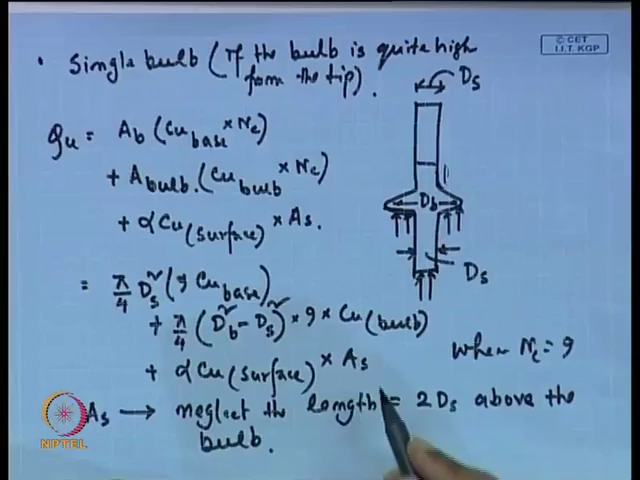 • Single bulb (If the bulb is quite high
from the tip).
© CET
I.I.T. KGP
Ds
Qu = Ab (Cu base × Nc)
+ Abulb. (Cu bulb × Nc)
+ αCu (surface) × As.
Db
= π/4 Ds² (9 Cu base)
Ds
+ π/4 (Db² – Ds²) × 9 × Cu (bulb)
+ αCu (surface) × As
when Nc = 9
As → neglect the length = 2Ds above the
bulb.
NPTEL